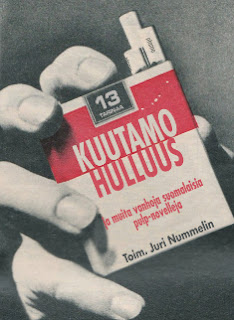 13
TARINAA
KUUTAMO
HULLUUS
ja muita vanhoja suomalaisia
pulp-novelleja
Toim. Juri Nummelin